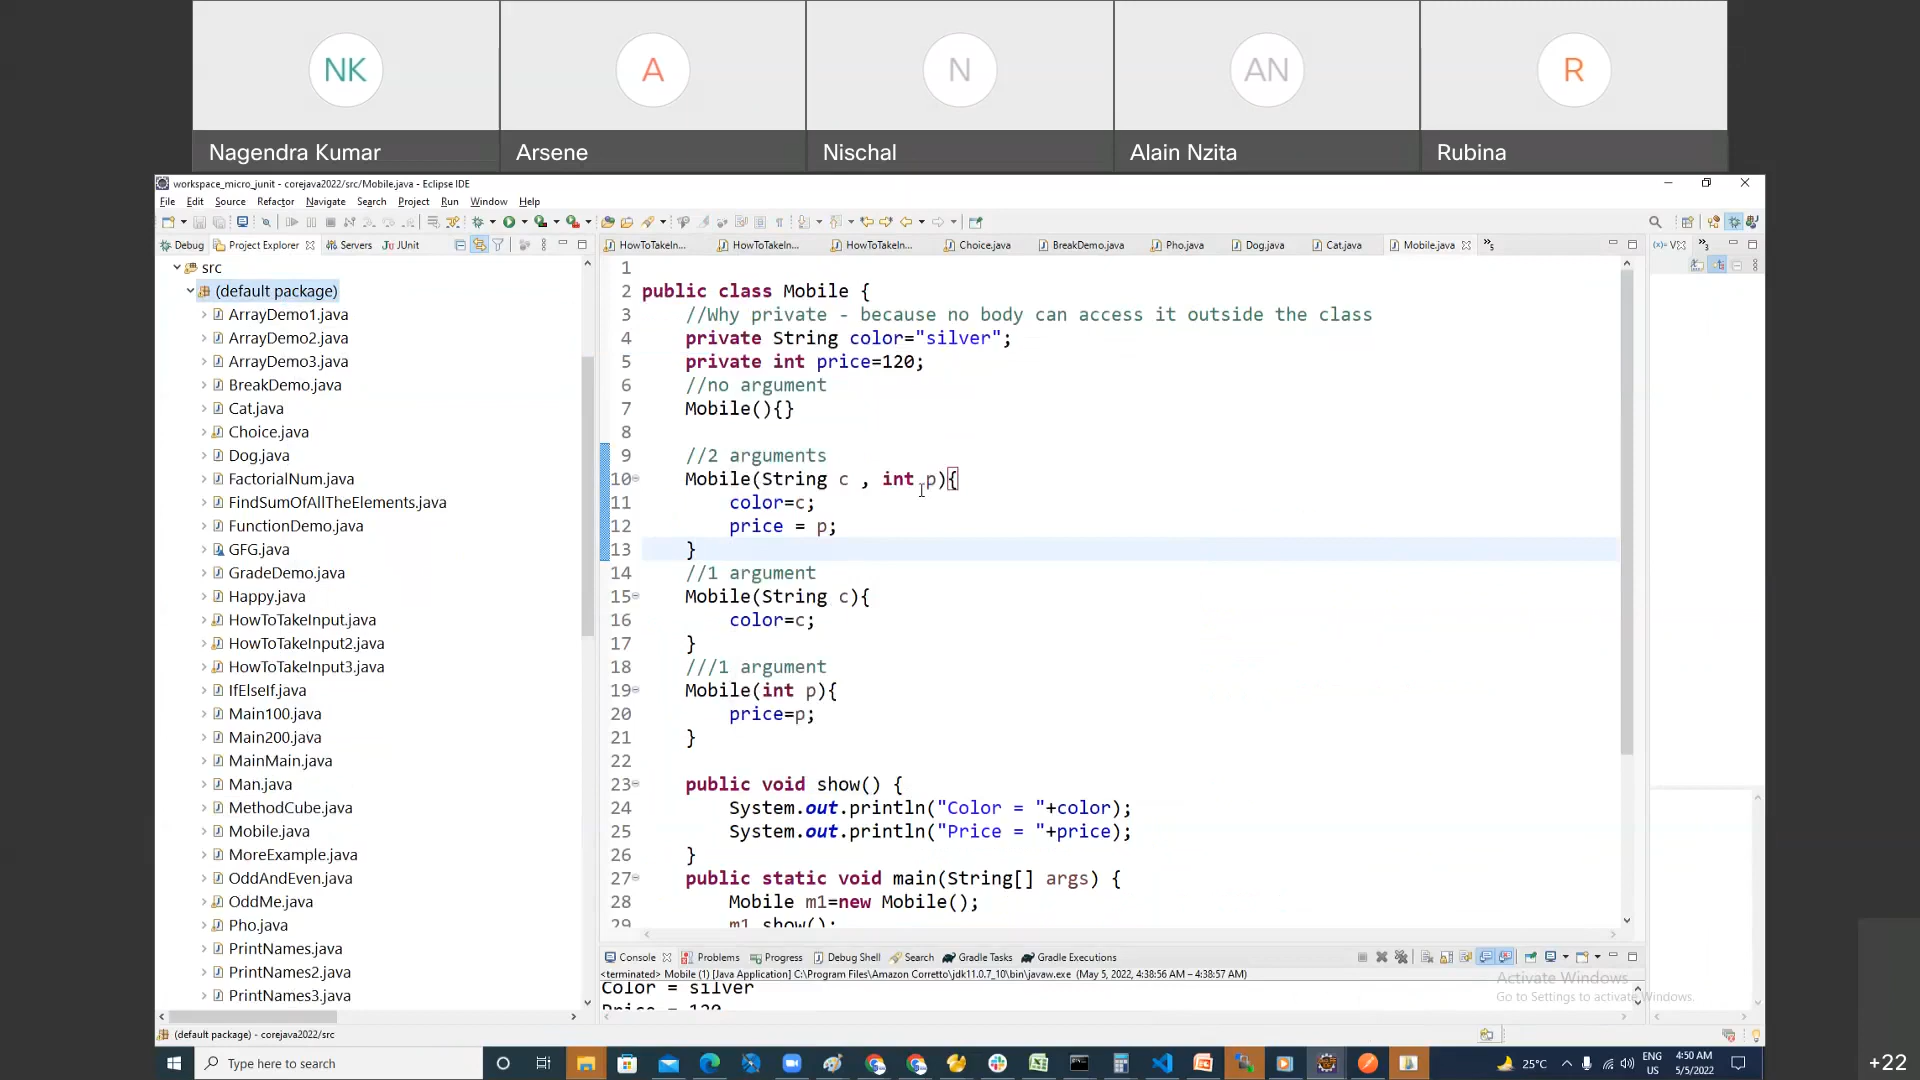 NK
A
N
AN
R
Nagendra Kumar
Arsene
Nischal
Alain Nzita
Rubina
workspace_micro_junit - corejava2022/src/Mobile.java - Eclipse IDE
File Edit Source Refactor Navigate Search Project Run Window Help
Debug Project Explorer Servers JUnit
HowToTakeIn... HowToTakeIn... HowToTakeIn... Choice.java BreakDemo.java Pho.java Dog.java Cat.java Mobile.java »5
src
(default package)
ArrayDemo1.java
ArrayDemo2.java
ArrayDemo3.java
BreakDemo.java
Cat.java
Choice.java
Dog.java
FactorialNum.java
FindSumOfAllTheElements.java
FunctionDemo.java
GFG.java
GradeDemo.java
Happy.java
HowToTakeInput.java
HowToTakeInput2.java
HowToTakeInput3.java
IfElseIf.java
Main100.java
Main200.java
MainMain.java
Man.java
MethodCube.java
Mobile.java
MoreExample.java
OddAndEven.java
OddMe.java
Pho.java
PrintNames.java
PrintNames2.java
PrintNames3.java
1
2 public class Mobile {
3 //Why private - because no body can access it outside the class
4 private String color="silver";
5 private int price=120;
6 //no argument
7 Mobile(){}
8
9 //2 arguments
10 Mobile(String c , int p){
11 color=c;
12 price = p;
13 }
14 //1 argument
15 Mobile(String c){
16 color=c;
17 }
18 ///1 argument
19 Mobile(int p){
20 price=p;
21 }
22
23 public void show() {
24 System.out.println("Color = "+color);
25 System.out.println("Price = "+price);
26 }
27 public static void main(String[] args) {
28 Mobile m1=new Mobile();
29 m1.show();
Console Problems Progress Debug Shell Search Gradle Tasks Gradle Executions
<terminated> Mobile (1) [Java Application] C:\Program Files\Amazon Corretto\jdk11.0.7_10\bin\javaw.exe (May 5, 2022, 4:38:56 AM – 4:38:57 AM)
Color = silver
Price = 120
Activate Windows
Go to Settings to activate Windows.
(default package) - corejava2022/src
Type here to search
25°C
ENG
US
4:50 AM
5/5/2022
+22